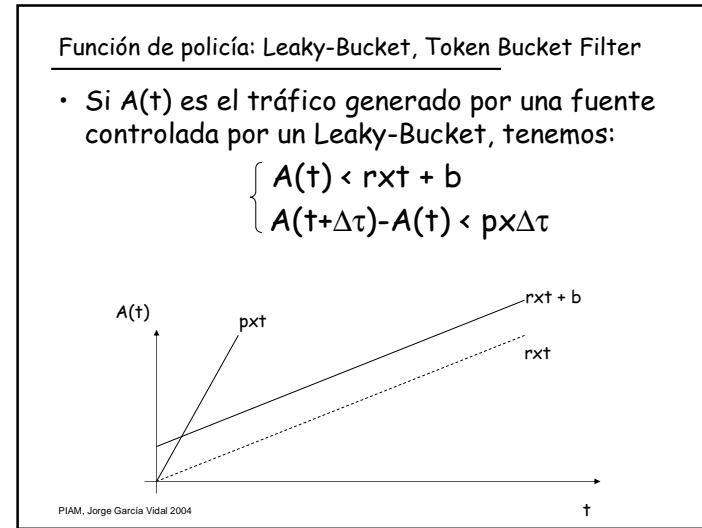 Función de policía: Leaky-Bucket, Token Bucket Filter
• Si A(t) es el tráfico generado por una fuente
controlada por un Leaky-Bucket, tenemos:
A(t) < rxt + b
A(t+Δτ)-A(t) < pxΔτ
A(t)
pxt
rxt + b
rxt
t
PIAM, Jorge García Vidal 2004